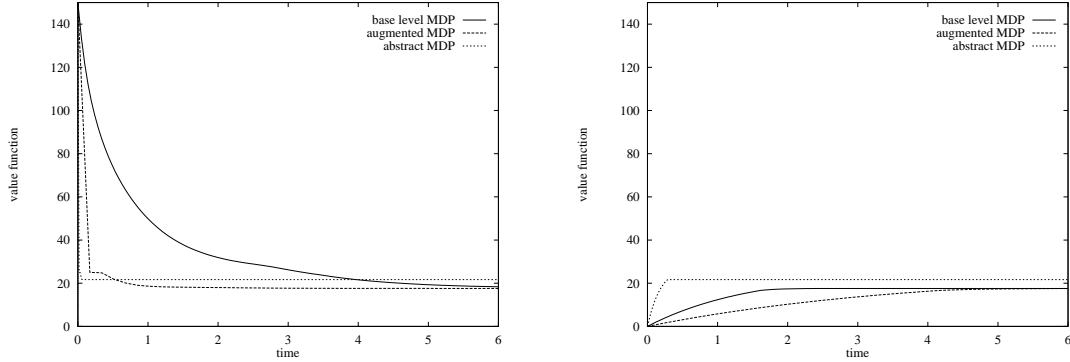 140
120
100
80
60
40
20
0
value function
0 1 2 3 4 5 6
time
base level MDP
augmented MDP
abstract MDP
140
120
100
80
60
40
20
0
value function
0 1 2 3 4 5 6
time
base level MDP
augmented MDP
abstract MDP